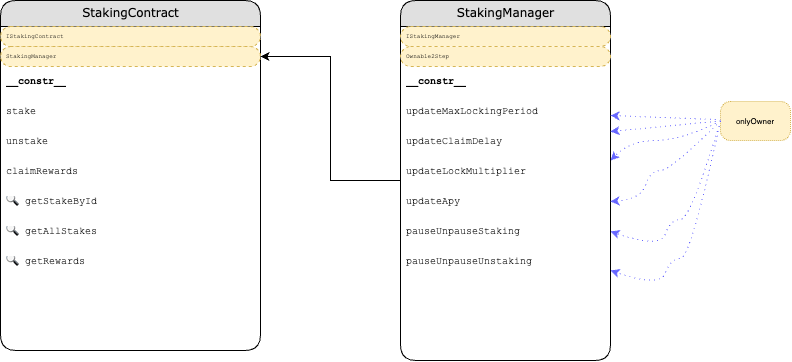 StakingContract
IStakingContract
StakingManager
__constr__
stake
unstake
claimRewards
getStakeById
getAllStakes
getRewards
StakingManager
IStakingManager
Ownable2Step
__constr__
updateMaxLockingPeriod
updateClaimDelay
updateLockMultiplier
updateApy
pauseUnpauseStaking
pauseUnpauseUnstaking
onlyOwner